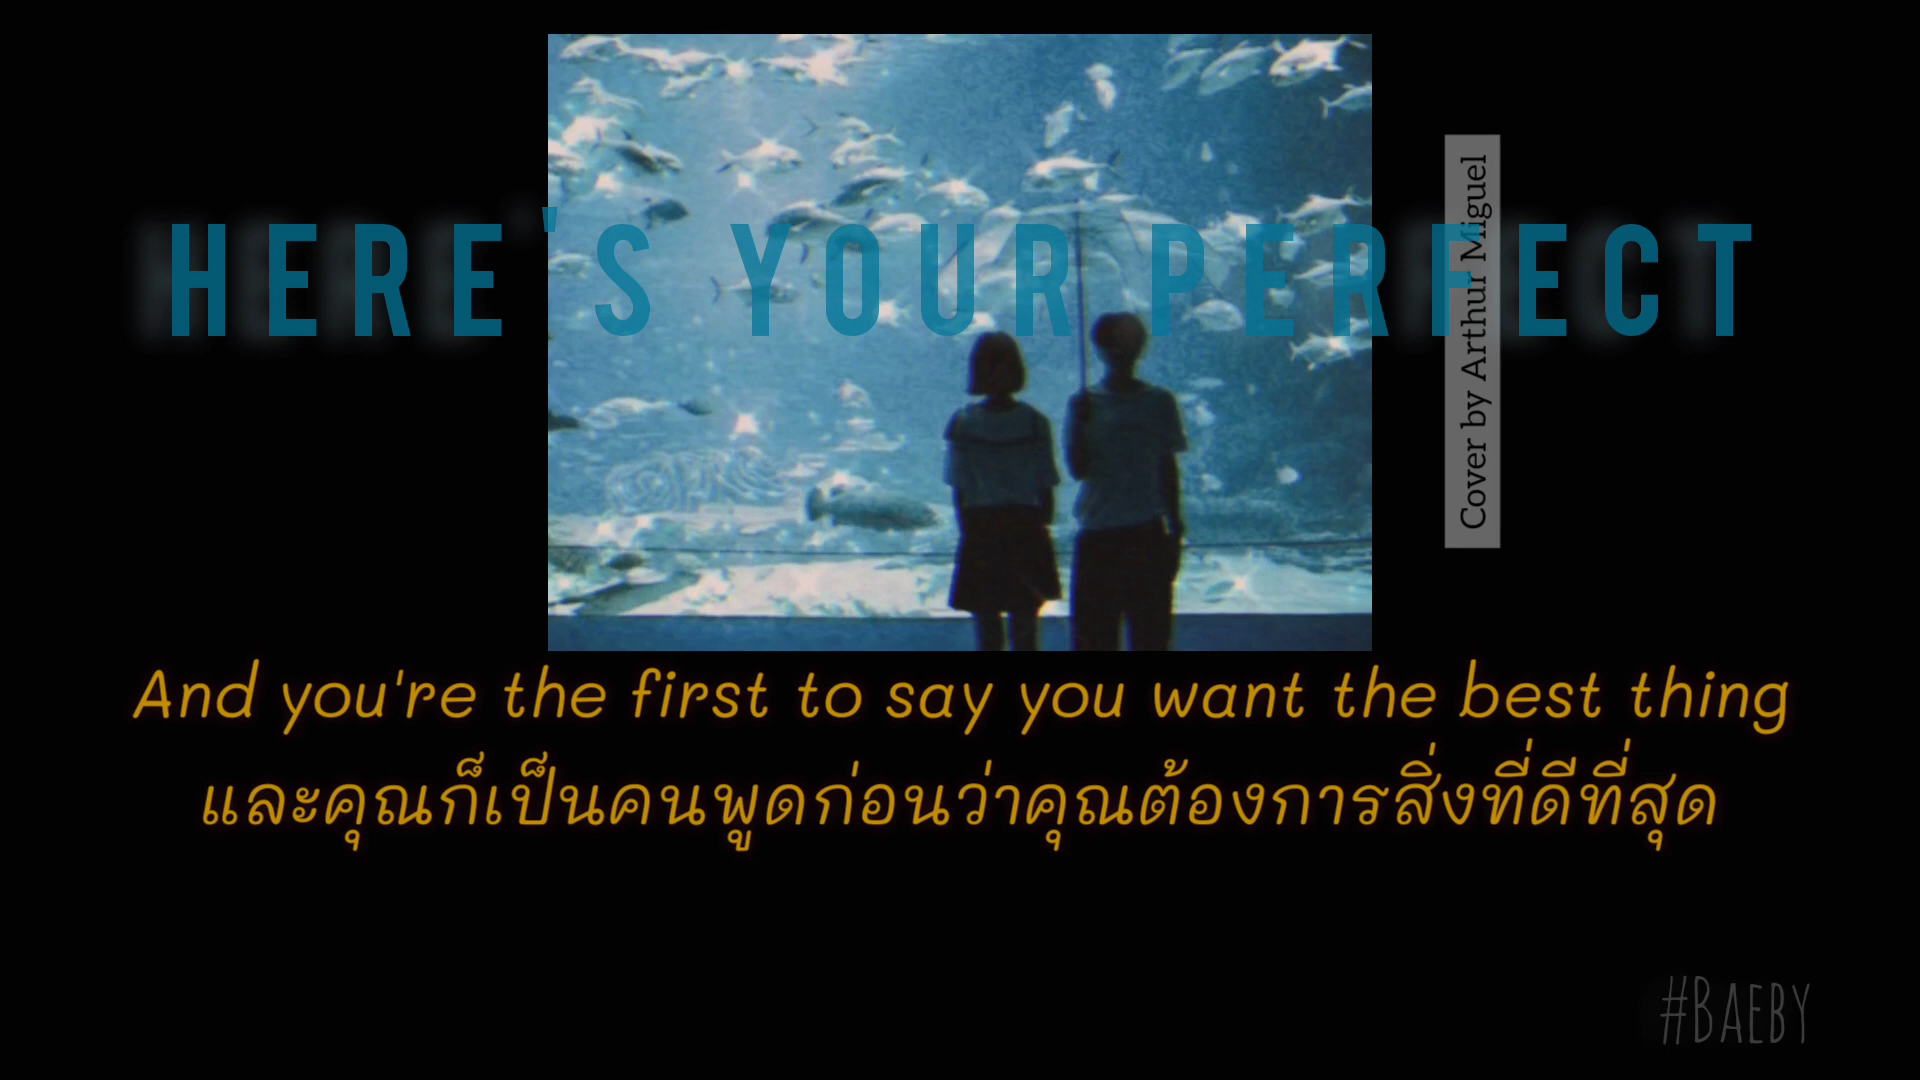 HERE'S YOUR PERFECT
Cover by Arthur Miguel
And you're the first to say you want the best thing
และคุณก็เป็นคนพูดก่อนว่าคุณต้องการสิ่งที่ดีที่สุด
#BAEBY